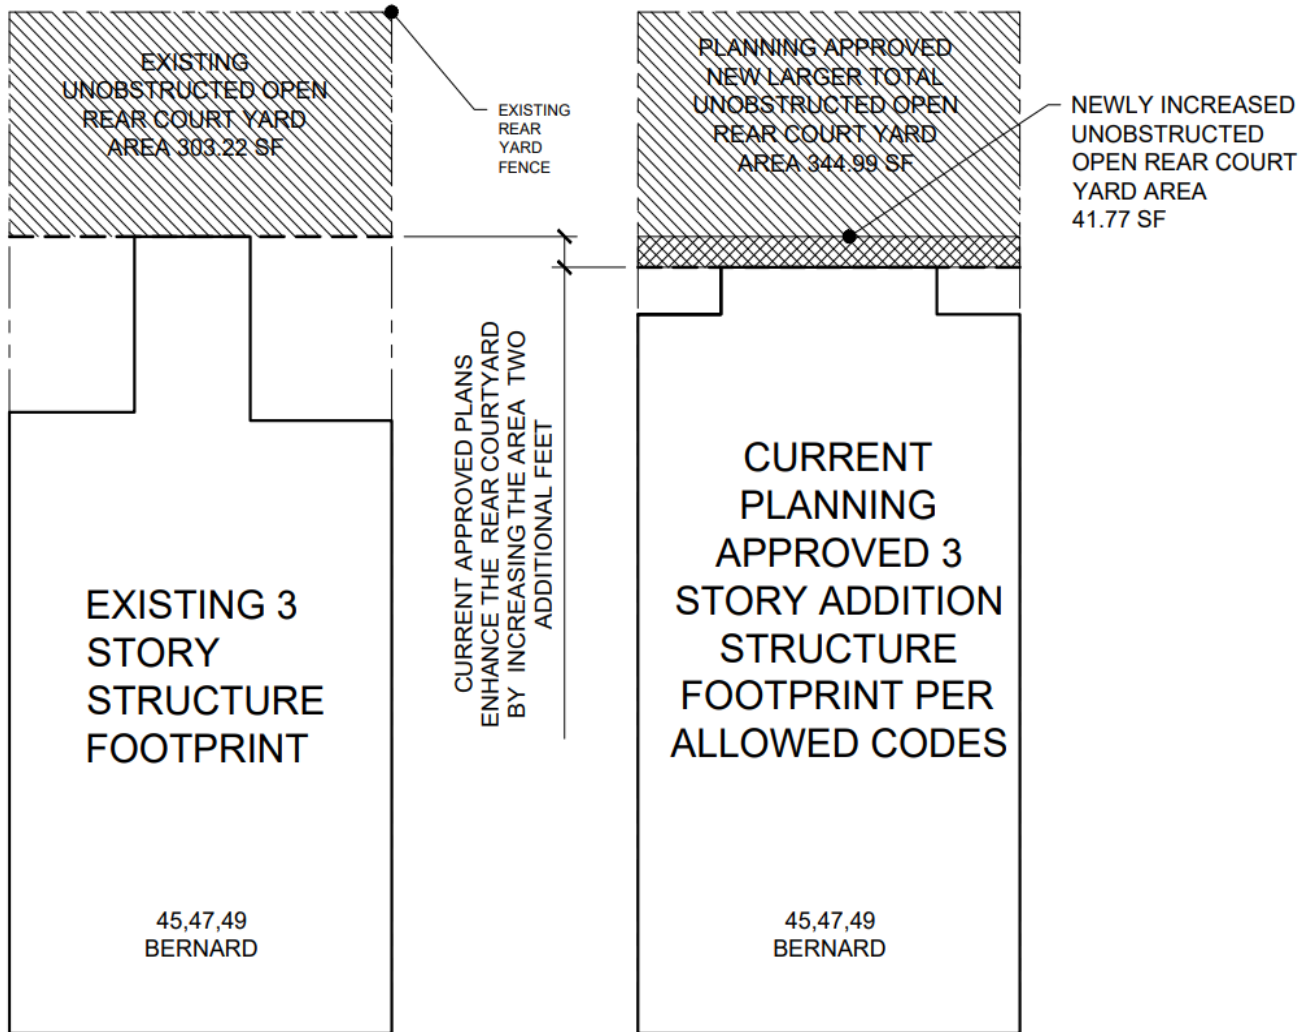 EXISTING
UNOBSTRUCTED OPEN
REAR COURT YARD
AREA 303.22 SF
EXISTING
REAR
YARD
FENCE
PLANNING APPROVED
NEW LARGER TOTAL
UNOBSTRUCTED OPEN
REAR COURT YARD
AREA 344.99 SF
NEWLY INCREASED
UNOBSTRUCTED
OPEN REAR COURT
YARD AREA
41.77 SF
CURRENT APPROVED PLANS
ENHANCE THE REAR COURTYARD
BY INCREASING THE AREA TWO
ADDITIONAL FEET
EXISTING 3
STORY
STRUCTURE
FOOTPRINT
45,47,49
BERNARD
CURRENT
PLANNING
APPROVED 3
STORY ADDITION
STRUCTURE
FOOTPRINT PER
ALLOWED CODES
45,47,49
BERNARD